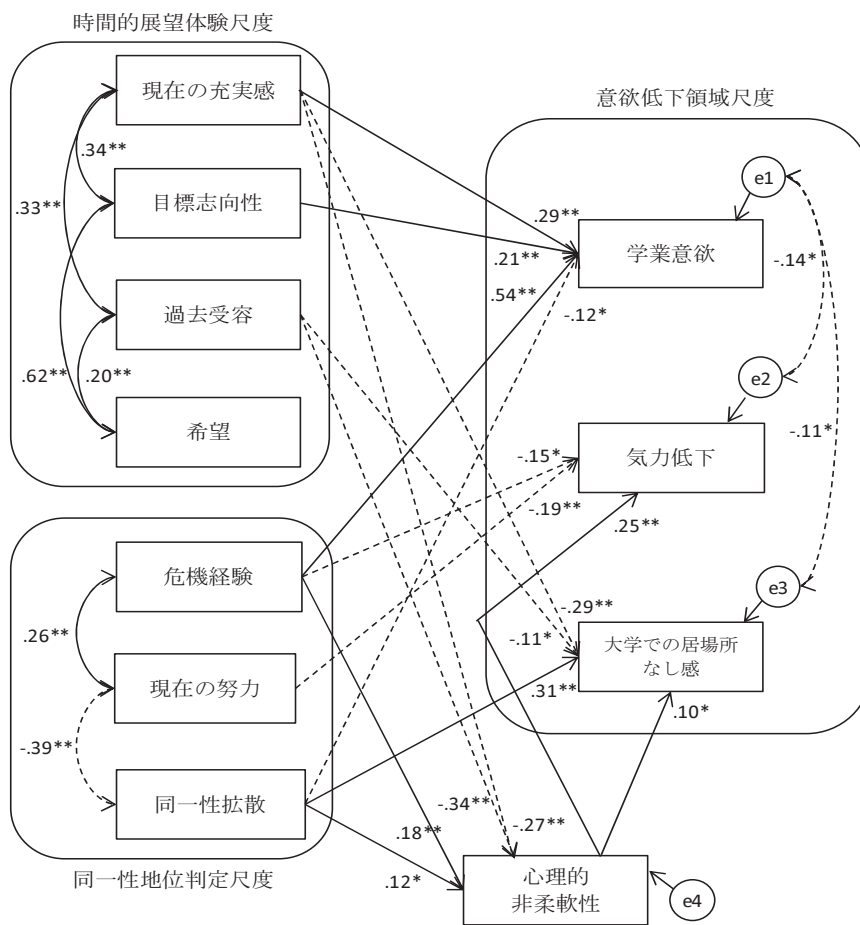 時間的展望体験尺度
現在の充実感
意欲低下領域尺度
.34**
e1
目標志向性
.33**
.29**
学業意欲
.21**
-.14*
.54**
過去受容
-.12*
.62**
.20**
e2
希望
-.11*
-.15*
気力低下
-.19**
.25**
危機経験
e3
-.29**
.26**
-.11*
大学での居場所
なし感
現在の努力
.31**
.10*
-.39**
同一性拡散
-.34**
.18**
-.27**
同一性地位判定尺度
.12*
心理的
非柔軟性
e4